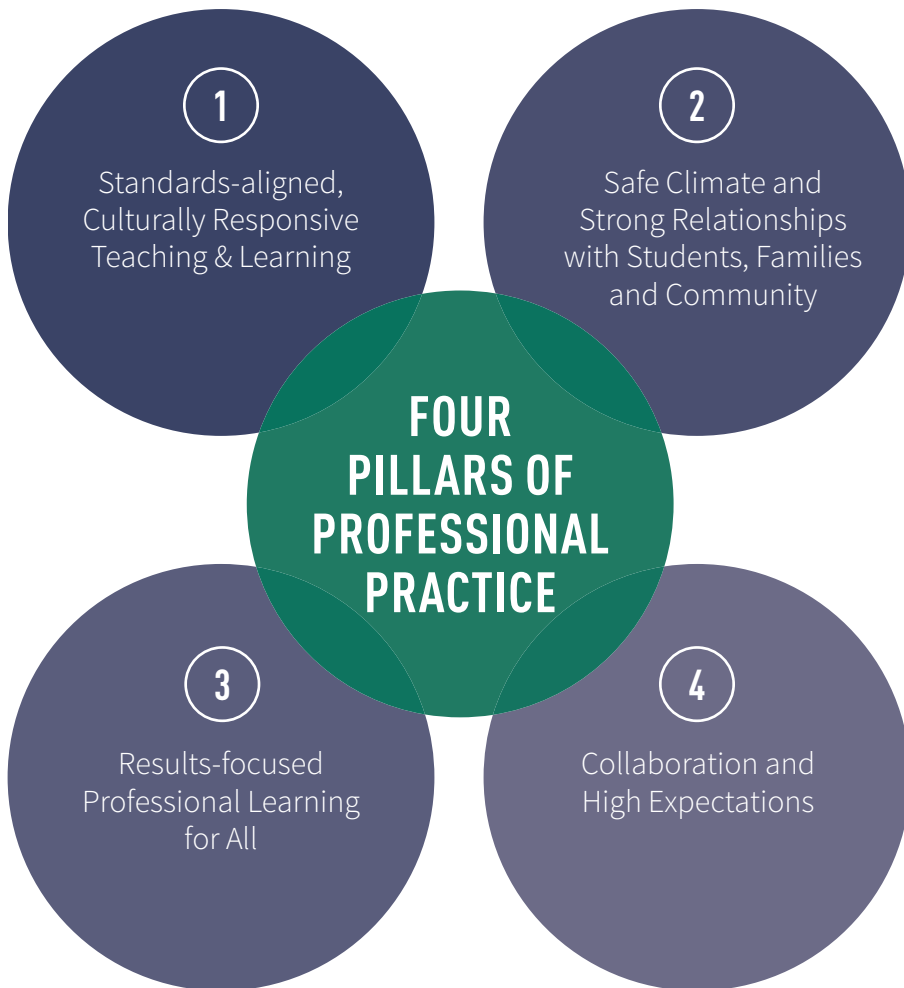 1
Standards-aligned,
Culturally Responsive
Teaching & Learning
2
Safe Climate and
Strong Relationships
with Students, Families
and Community
FOUR
PILLARS OF
PROFESSIONAL
PRACTICE
3
Results-focused
Professional Learning
for All
4
Collaboration and
High Expectations